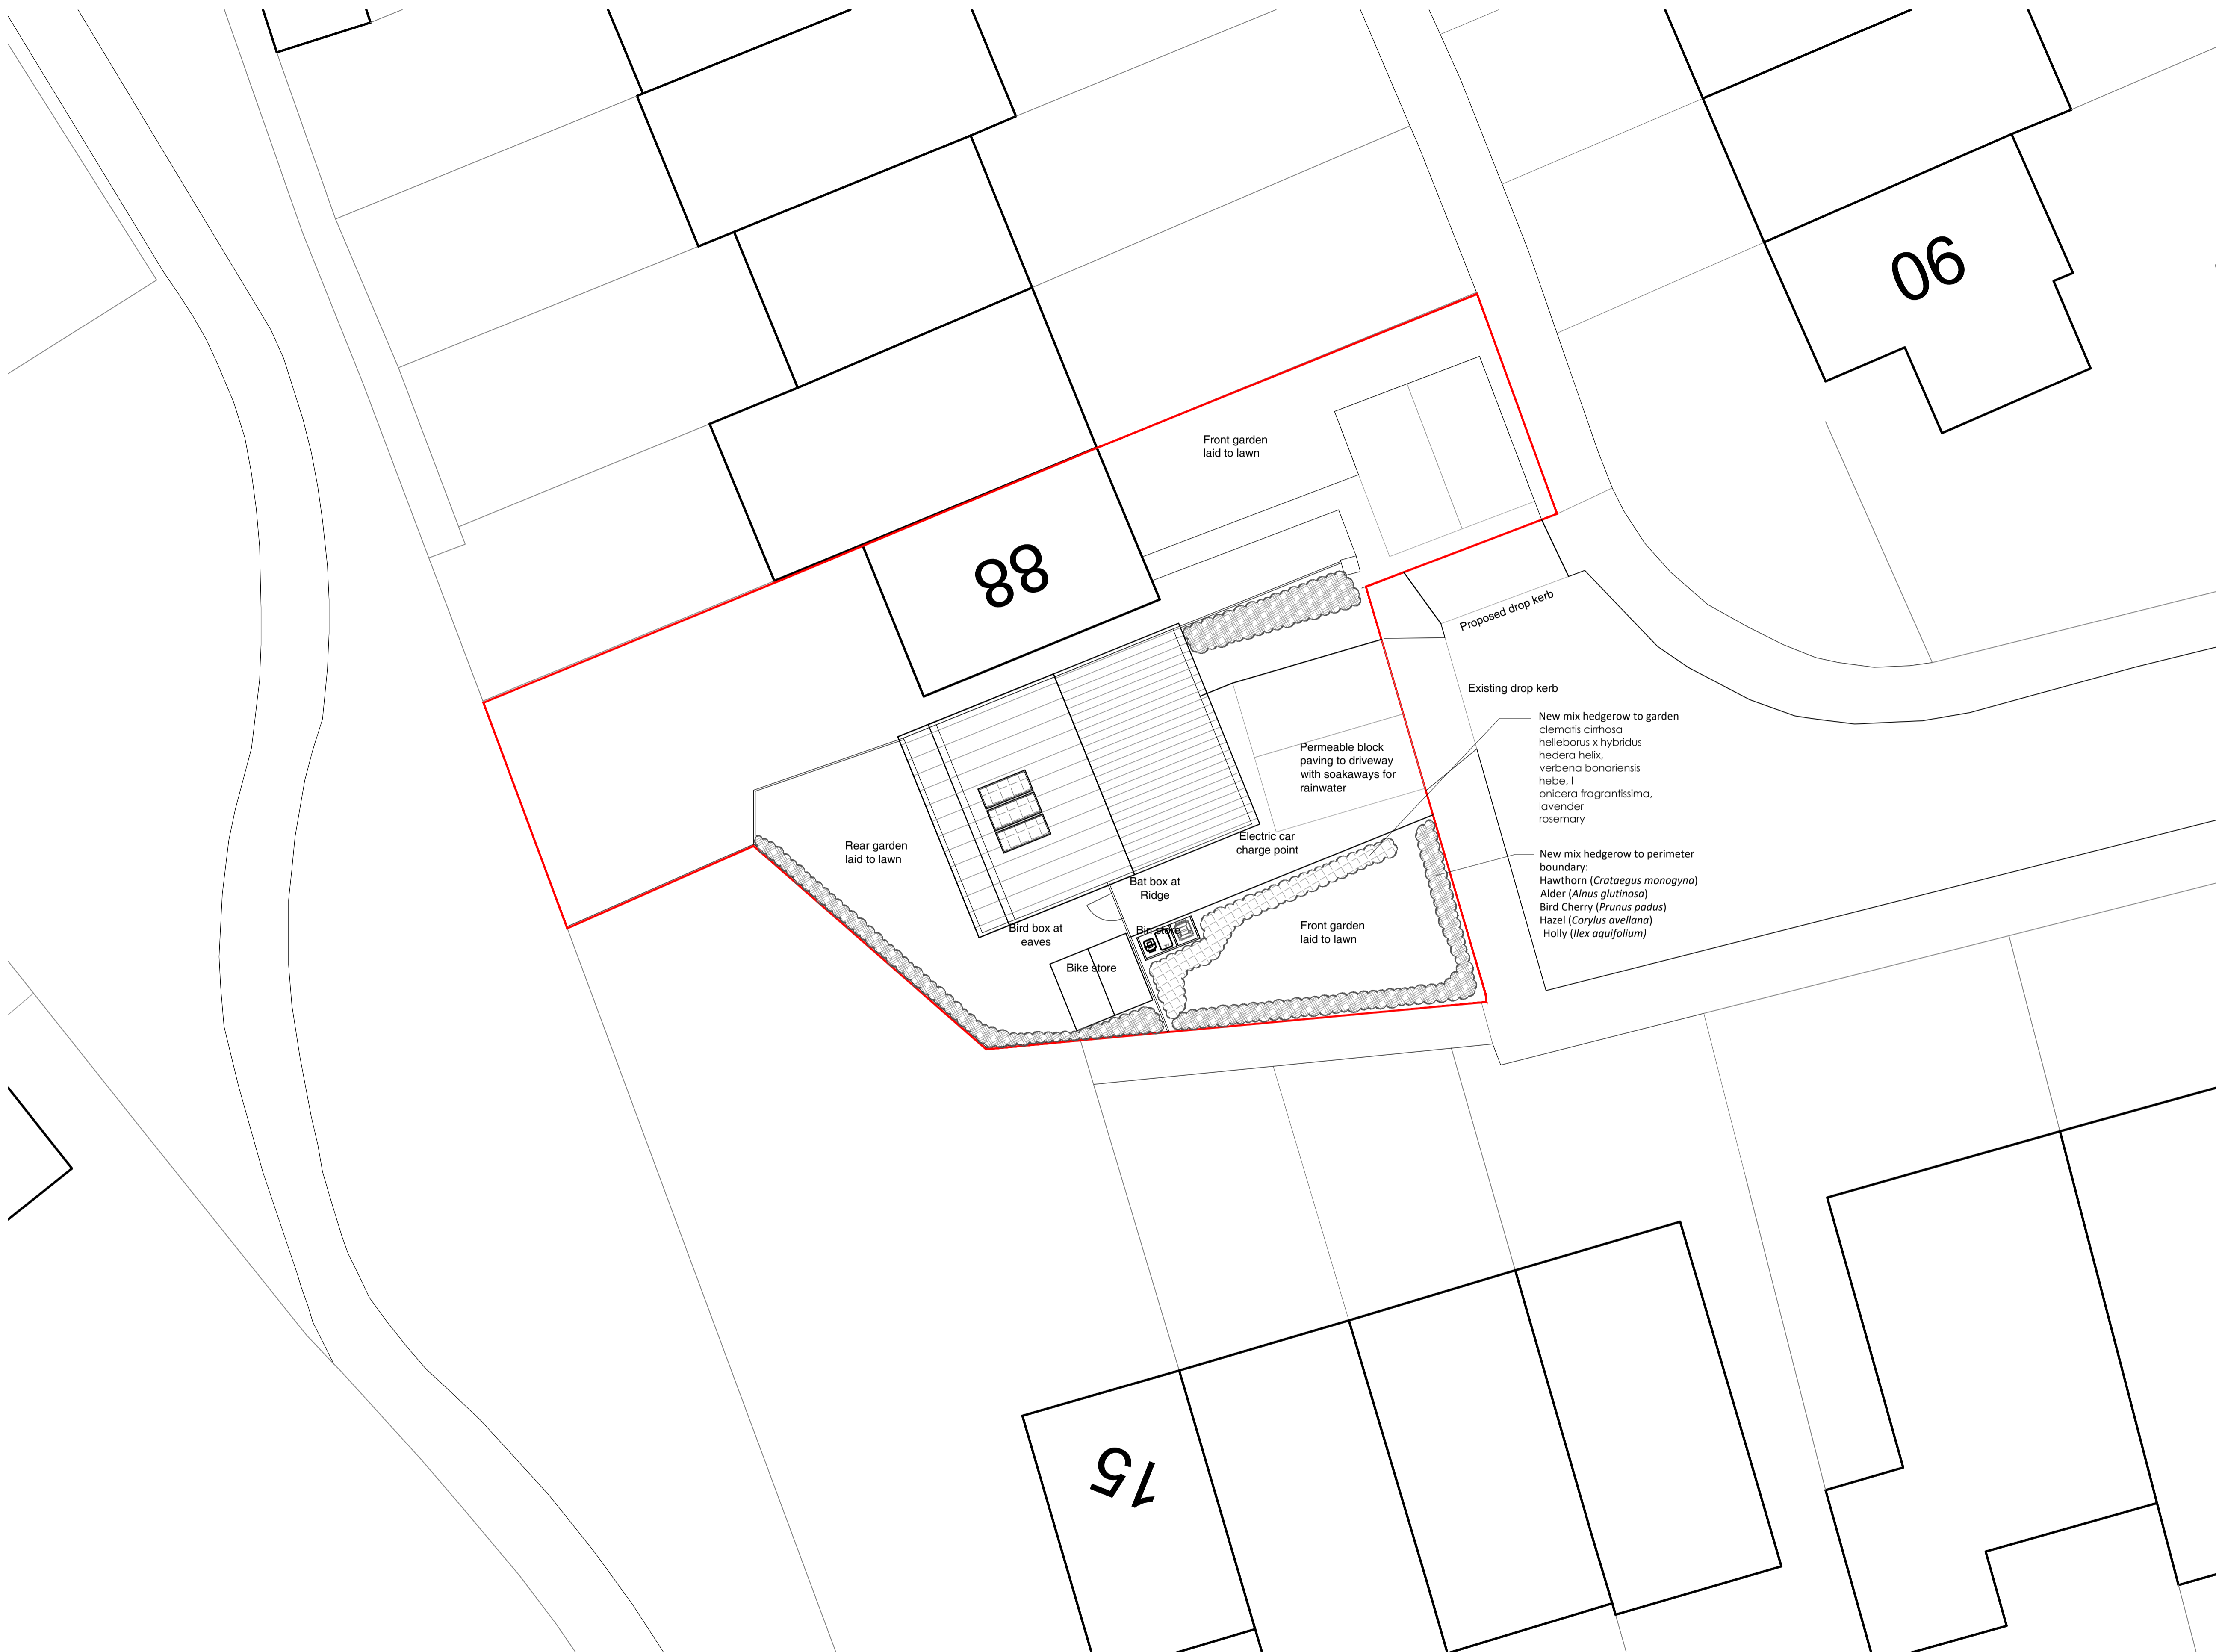 90
Front garden
laid to lawn
88
Proposed drop kerb
Existing drop kerb
New mix hedgerow to garden
clematis cirrhosa
helleborus x hybridus
hedera helix,
verbena bonariensis
hebe, l
onicera fragrantissima,
lavender
rosemary
Permeable block
paving to driveway
with soakaways for
rainwater
Electric car
charge point
Rear garden
laid to lawn
New mix hedgerow to perimeter
boundary:
Hawthorn (Crataegus monogyna)
Alder (Alnus glutinosa)
Bird Cherry (Prunus padus)
Hazel (Corylus avellana)
Holly (Ilex aquifolium)
Bat box at
Ridge
Bird box at
eaves
Bin store
Front garden
laid to lawn
Bike store
15